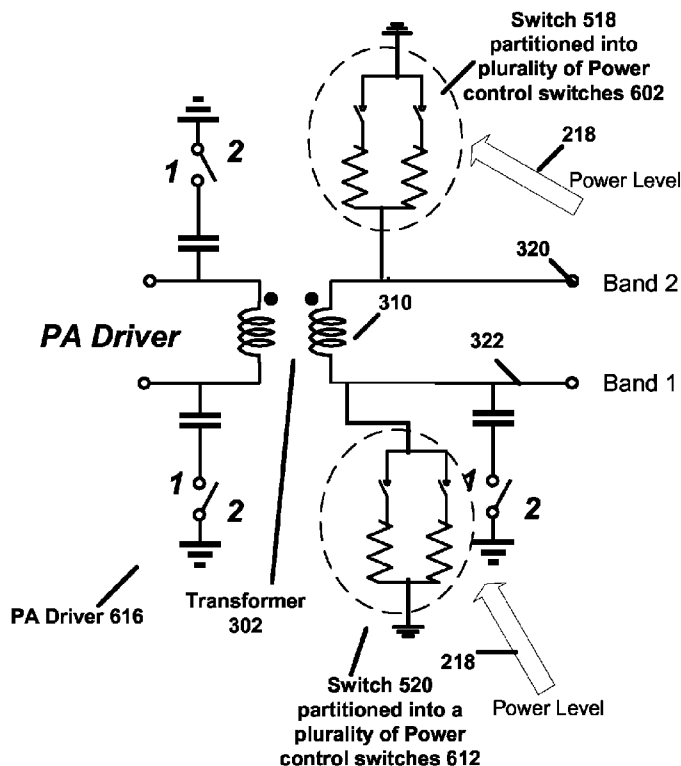 Switch 518
partitioned into
plurality of Power
control switches 602
218
Power Level
2
1
320
Band 2
310
PA Driver
322
Band 1
1
2
1
2
PA Driver 616
Transformer
302
218
Power Level
Switch 520
partitioned into a
plurality of Power
control switches 612